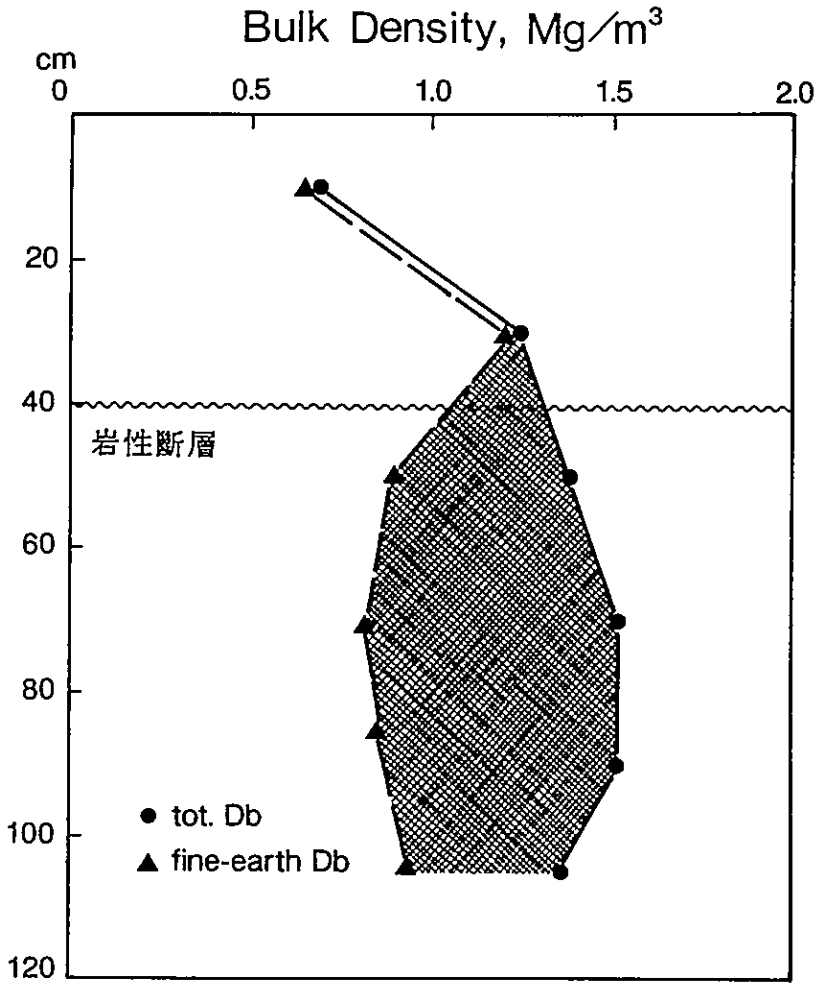 Bulk Density, Mg/m³
cm
0 0.5 1.0 1.5 2.0
20
40
岩性斷層
60
80
100
120
● tot. Db
▲ fine-earth Db